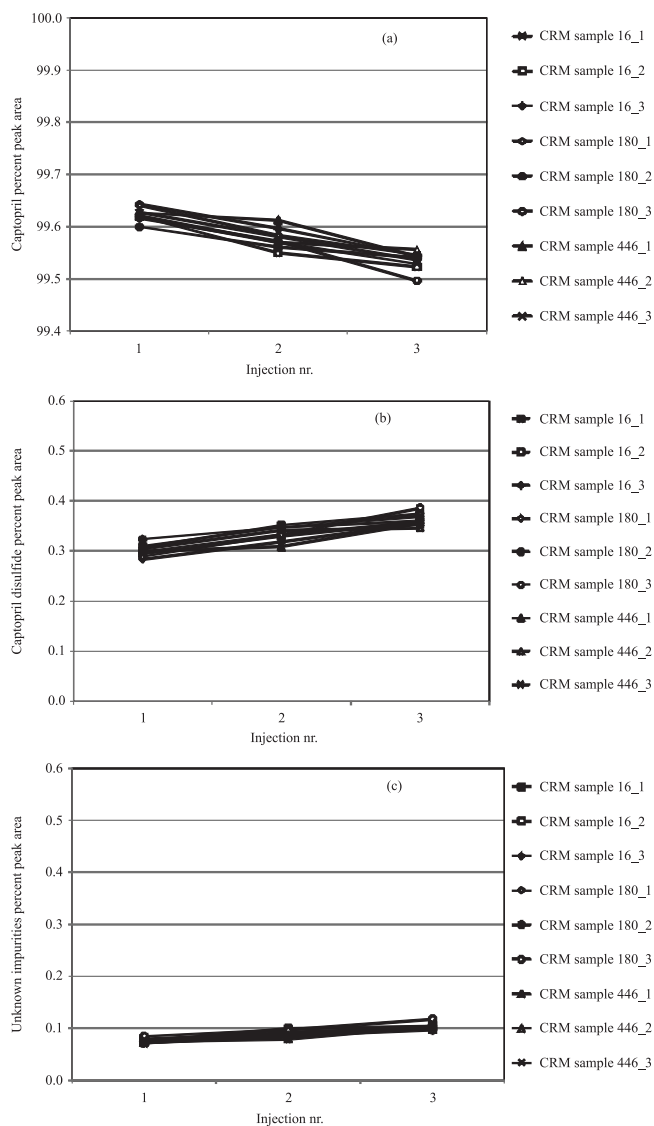 Captopril percent peak area
100.0
99.9
99.8
99.7
99.6
99.5
99.4
(a)
1 2 3
Injection nr.
CRM sample 16_1
CRM sample 16_2
CRM sample 16_3
CRM sample 180_1
CRM sample 180_2
CRM sample 180_3
CRM sample 446_1
CRM sample 446_2
CRM sample 446_3
Captopril disulfide percent peak area
0.6
0.5
0.4
0.3
0.2
0.1
0.0
(b)
1 2 3
Injection nr.
CRM sample 16_1
CRM sample 16_2
CRM sample 16_3
CRM sample 180_1
CRM sample 180_2
CRM sample 180_3
CRM sample 446_1
CRM sample 446_2
CRM sample 446_3
Unknown impurities percent peak area
0.6
0.5
0.4
0.3
0.2
0.1
0.0
(c)
1 2 3
Injection nr.
CRM sample 16_1
CRM sample 16_2
CRM sample 16_3
CRM sample 180_1
CRM sample 180_2
CRM sample 180_3
CRM sample 446_1
CRM sample 446_2
CRM sample 446_3